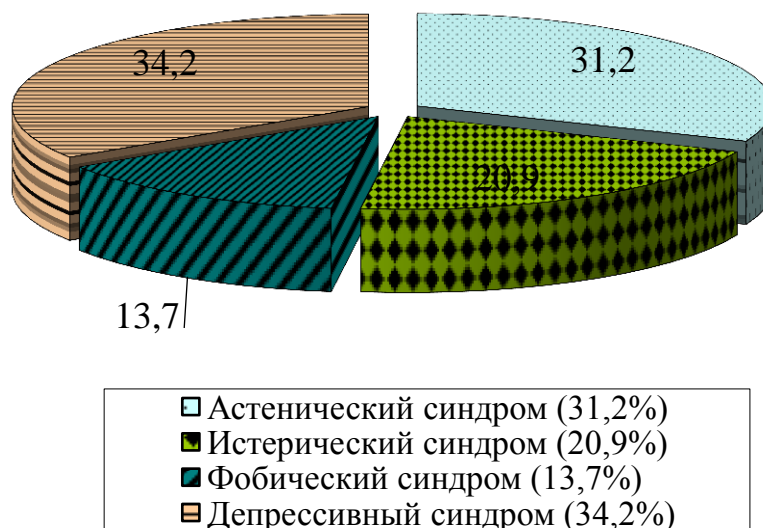 34,2
31,2
20,9
13,7
Астенический синдром (31,2%)
Истерический синдром (20,9%)
Фобический синдром (13,7%)
Депрессивный синдром (34,2%)